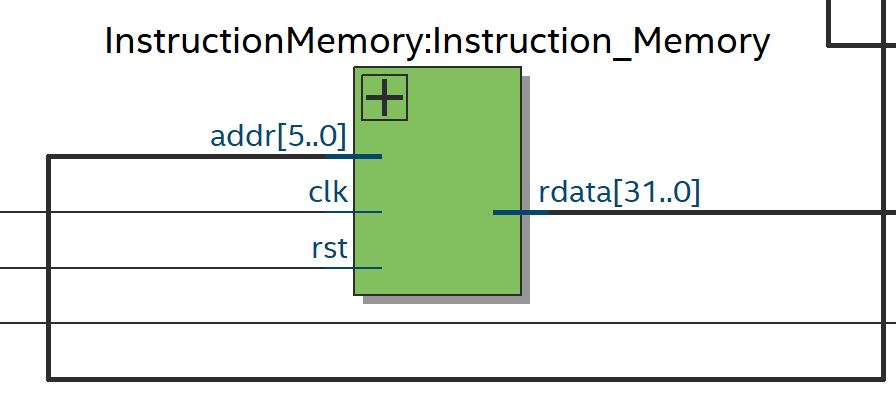 InstructionMemory:Instruction_Memory
addr[5..0]
clk
rdata[31..0]
rst